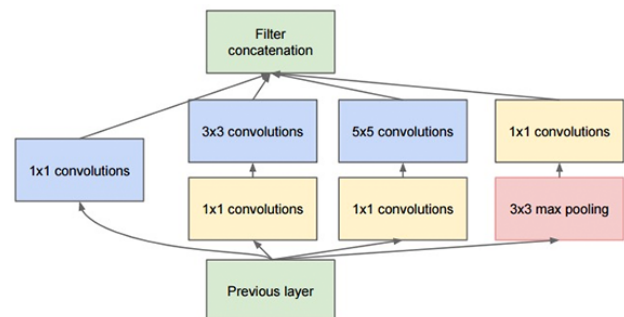 Filter
concatenation
3x3 convolutions
5x5 convolutions
1x1 convolutions
1x1 convolutions
1x1 convolutions
1x1 convolutions
3x3 max pooling
Previous layer